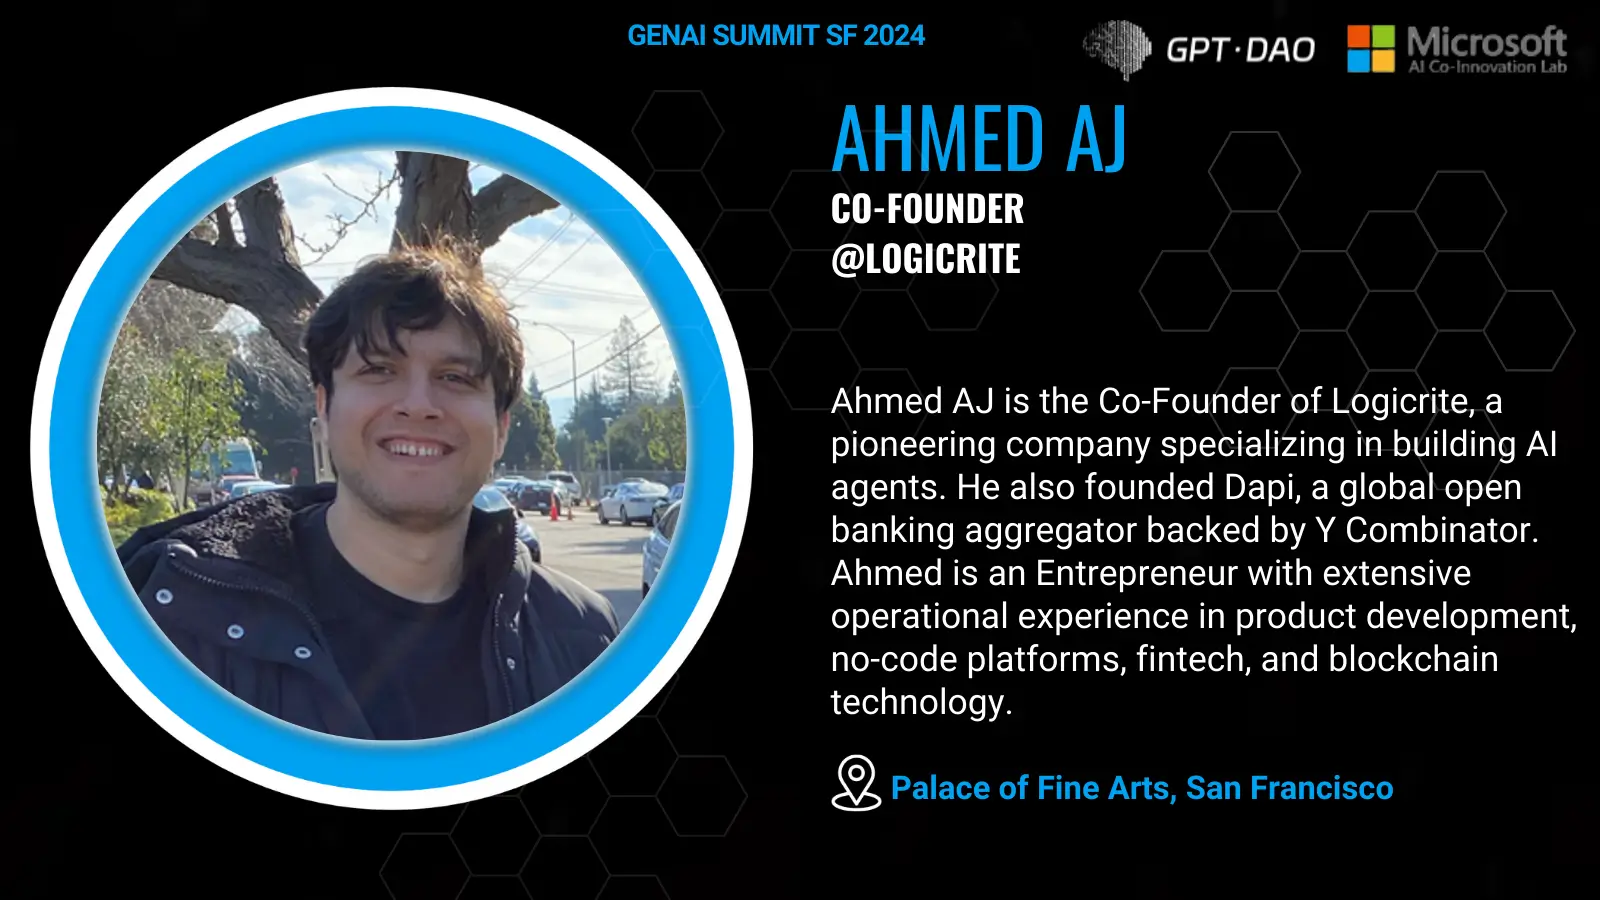 GENAI SUMMIT SF 2024
GPT·DAO
Microsoft
AI Co-Innovation Lab
AHMED AJ
CO-FOUNDER
@LOGICRITE
Ahmed AJ is the Co-Founder of Logicrite, a
pioneering company specializing in building AI
agents. He also founded Dapi, a global open
banking aggregator backed by Y Combinator.
Ahmed is an Entrepreneur with extensive
operational experience in product development,
no-code platforms, fintech, and blockchain
technology.
Palace of Fine Arts, San Francisco